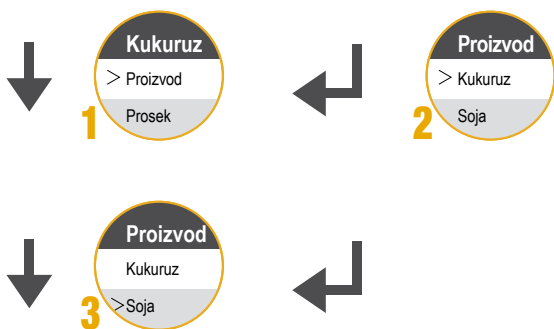 Kukuruz
> Proizvod
Prosek
1
Proizvod
> Kukuruz
Soja
2
Proizvod
Kukuruz
>Soja
3